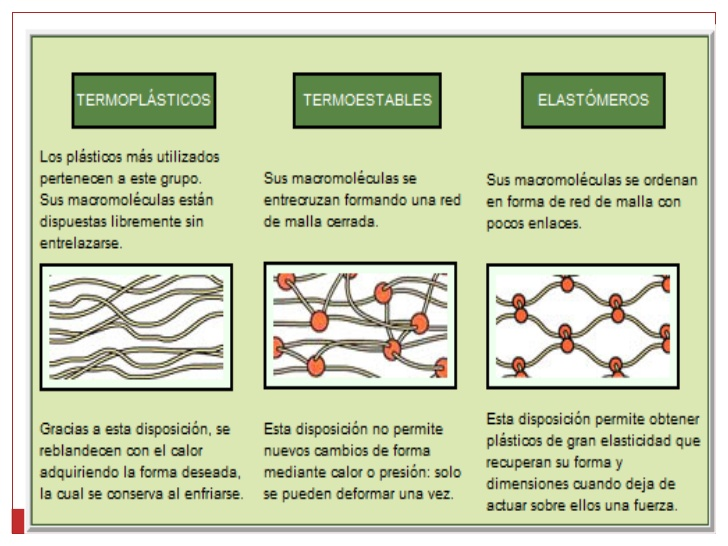 TERMOPLÁSTICOS
Los plásticos más utilizados
pertenecen a este grupo.
Sus macromoléculas están
dispuestas libremente sin
entrelazarse.
Gracias a esta disposición, se
reblandecen con el calor
adquiriendo la forma deseada,
la cual se conserva al enfriarse.
TERMOESTABLES
Sus macromoléculas se
entrecruzan formando una red
de malla cerrada.
Esta disposición no permite
nuevos cambios de forma
mediante calor o presión: solo
se pueden deformar una vez.
ELASTÓMEROS
Sus macromoléculas se ordenan
en forma de red de malla con
pocos enlaces.
Esta disposición permite obtener
plásticos de gran elasticidad que
recuperan su forma y
dimensiones cuando deja de
actuar sobre ellos una fuerza.